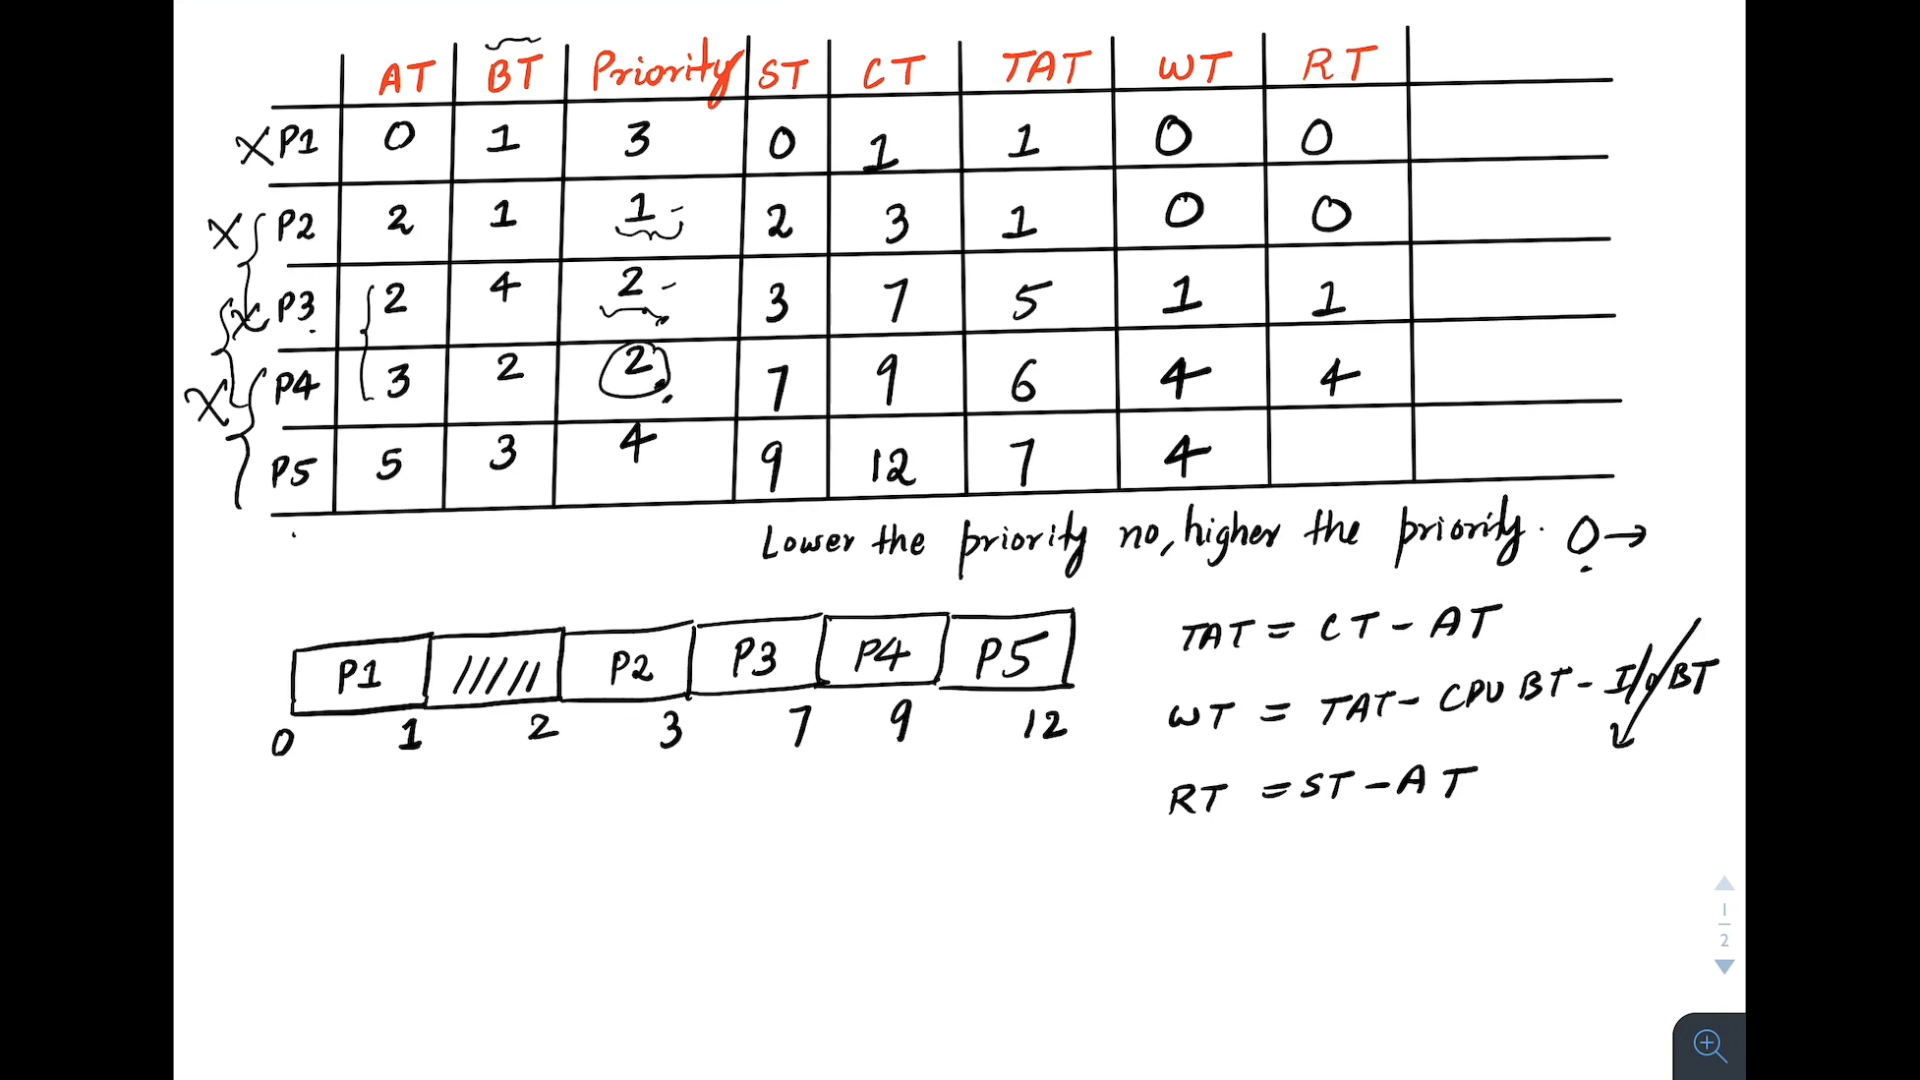 AT BT Priority ST CT TAT WT RT
XP1 0 1 3 0 1 1 0 0
X P2 2 1 1 2 3 1 0 0
X P3 2 4 2 3 7 5 1 1
X P4 3 2 2 7 9 6 4 4
P5 5 3 4 9 12 7 4
Lower the priority no, higher the priority. 0→
TAT = CT - AT
P1 P2 P3 P4 P5
WT = TAT - CPU BT - I/O BT
0 1 2 3 7 9 12
RT = ST - AT
1
2